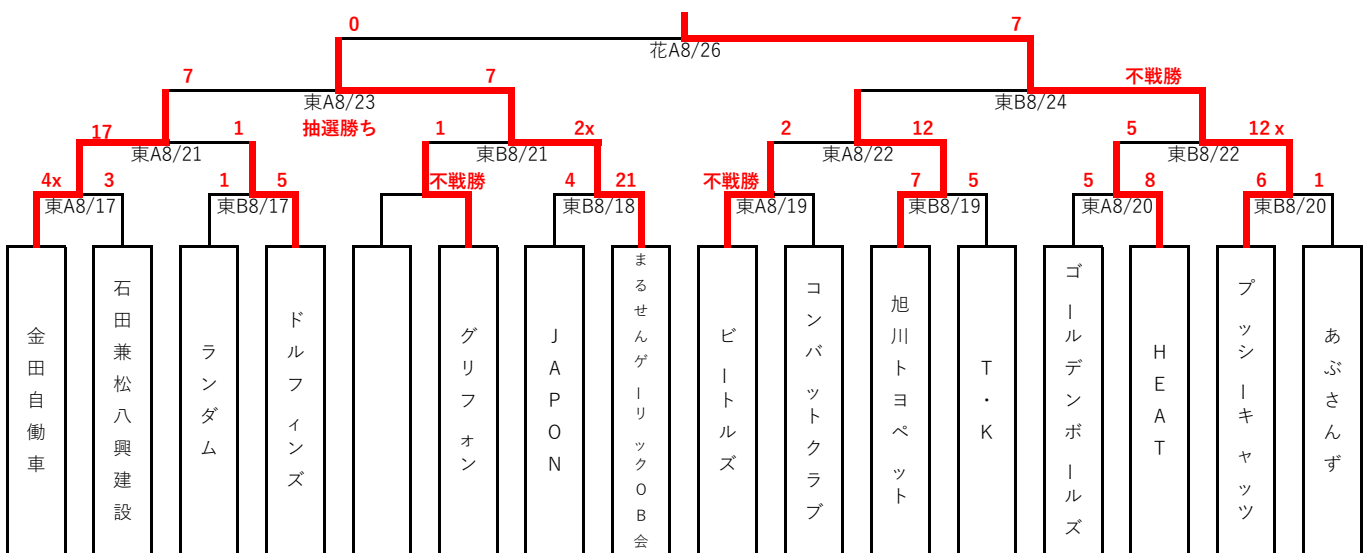 0 7
花A8/26
7 7 不戦勝
東A8/23 東B8/24
抽選勝ち
17 1 1 2x 2 12 5 12 x
東A8/21 東B8/21 東A8/22 東B8/22
4x 3 1 5 不戦勝 4 21 不戦勝 7 5 5 8 6 1
東A8/17 東B8/17 東B8/18 東A8/19 東B8/19 東A8/20 東B8/20
金田自働車
石田兼松八興建設
ランダム
ドルフィンズ
グリフォン
JAPON
まるせんゲーリックOB会
ビートルズ
コンバットクラブ
旭川トヨペット
T・K
ゴールデンボールズ
HEAT
プッシーキャッツ
あぶさんず